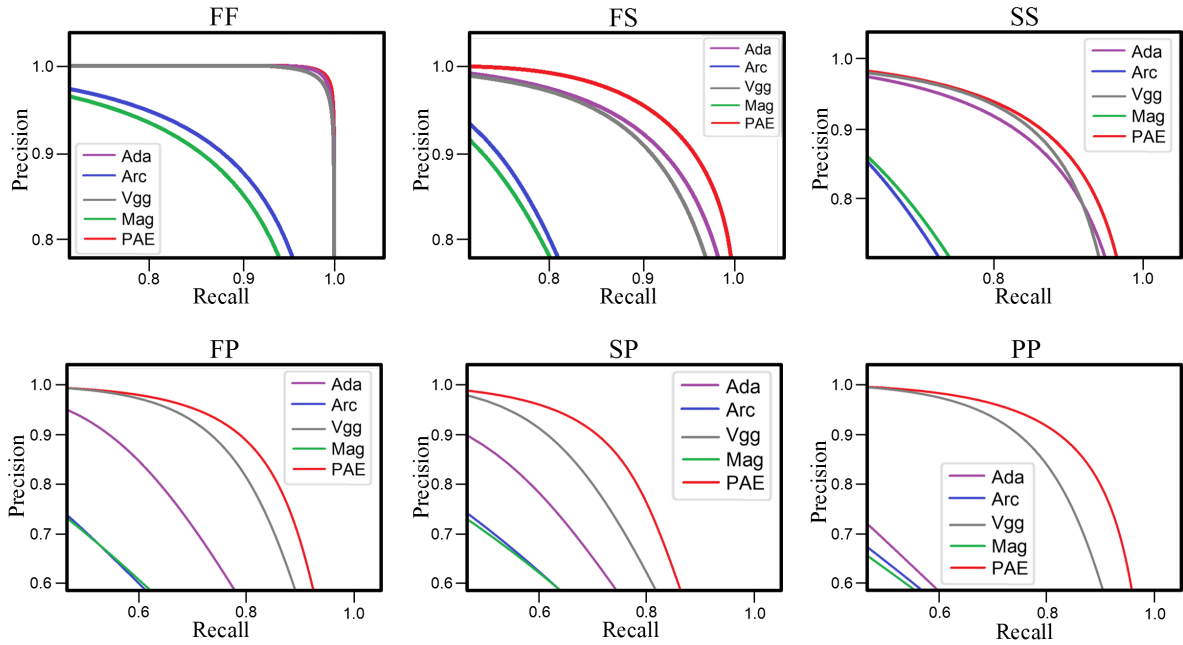 FF
Precision
1.0
0.9
0.8
Ada
Arc
Vgg
Mag
PAE
0.8 0.9 1.0
Recall
FS
Precision
1.0
0.9
0.8
Ada
Arc
Vgg
Mag
PAE
0.8 0.9 1.0
Recall
SS
Precision
1.0
0.9
0.8
Ada
Arc
Vgg
Mag
PAE
0.8 1.0
Recall
FP
Precision
1.0
0.9
0.8
0.7
0.6
Ada
Arc
Vgg
Mag
PAE
0.6 0.8 1.0
Recall
SP
Precision
1.0
0.9
0.8
0.7
0.6
Ada
Arc
Vgg
Mag
PAE
0.6 0.8 1.0
Recall
PP
Precision
1.0
0.9
0.8
0.7
0.6
Ada
Arc
Vgg
Mag
PAE
0.6 0.8 1.0
Recall